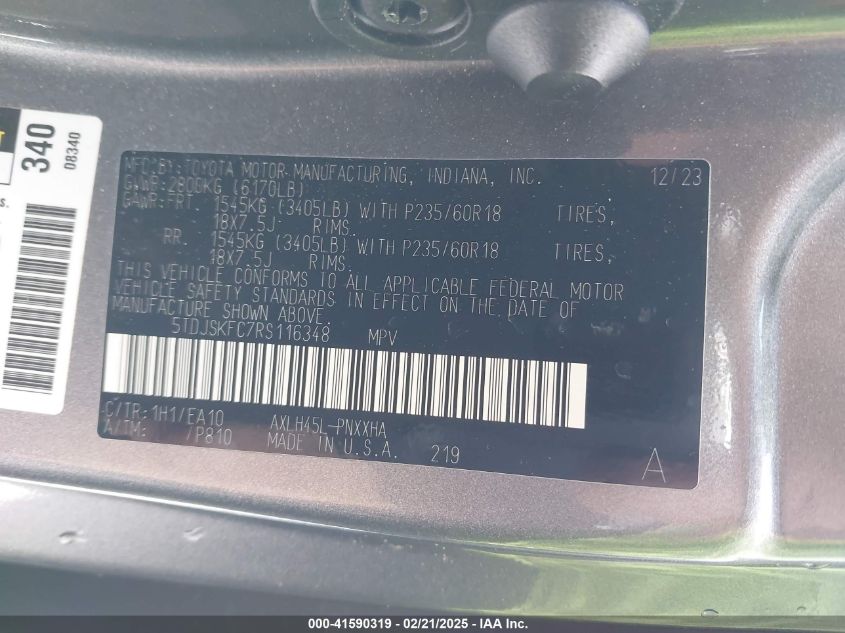 340
08340
MFD BY: TOYOTA MOTOR MANUFACTURING, INDIANA, INC. 12/23
GVWR: 2800KG (6170LB)
GAWR: FRT 1545KG (3405LB) WITH P235/60R18 TIRES,
18X7.5J RIMS.
RR 1545KG (3405LB) WITH P235/60R18 TIRES,
18X7.5J RIMS.
THIS VEHICLE CONFORMS TO ALL APPLICABLE FEDERAL MOTOR
VEHICLE SAFETY STANDARDS IN EFFECT ON THE DATE OF
MANUFACTURE SHOWN ABOVE.
5TDJSKFC7RS116348 MPV
C/TR: 1H1/EA10 AXLH45L-PNXXHA
A/TM: /P810 MADE IN U.S.A. 219 A
000-41590319 / 02/21/2025 - IAA Inc.